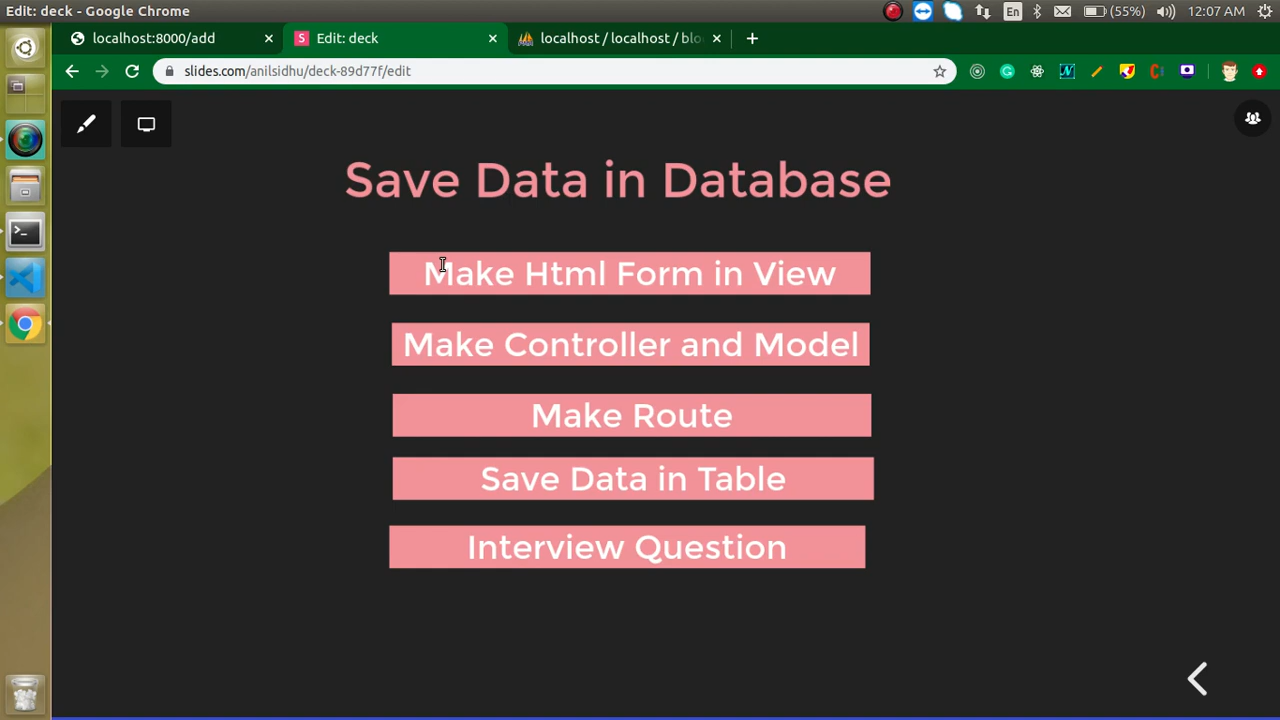 Edit: deck - Google Chrome
En
(55%)
12:07 AM
localhost:8000/add
S
Edit: deck
localhost / localhost / blo
slides.com/anilsidhu/deck-89d77f/edit
Save Data in Database
Make Html Form in View
Make Controller and Model
Make Route
Save Data in Table
Interview Question